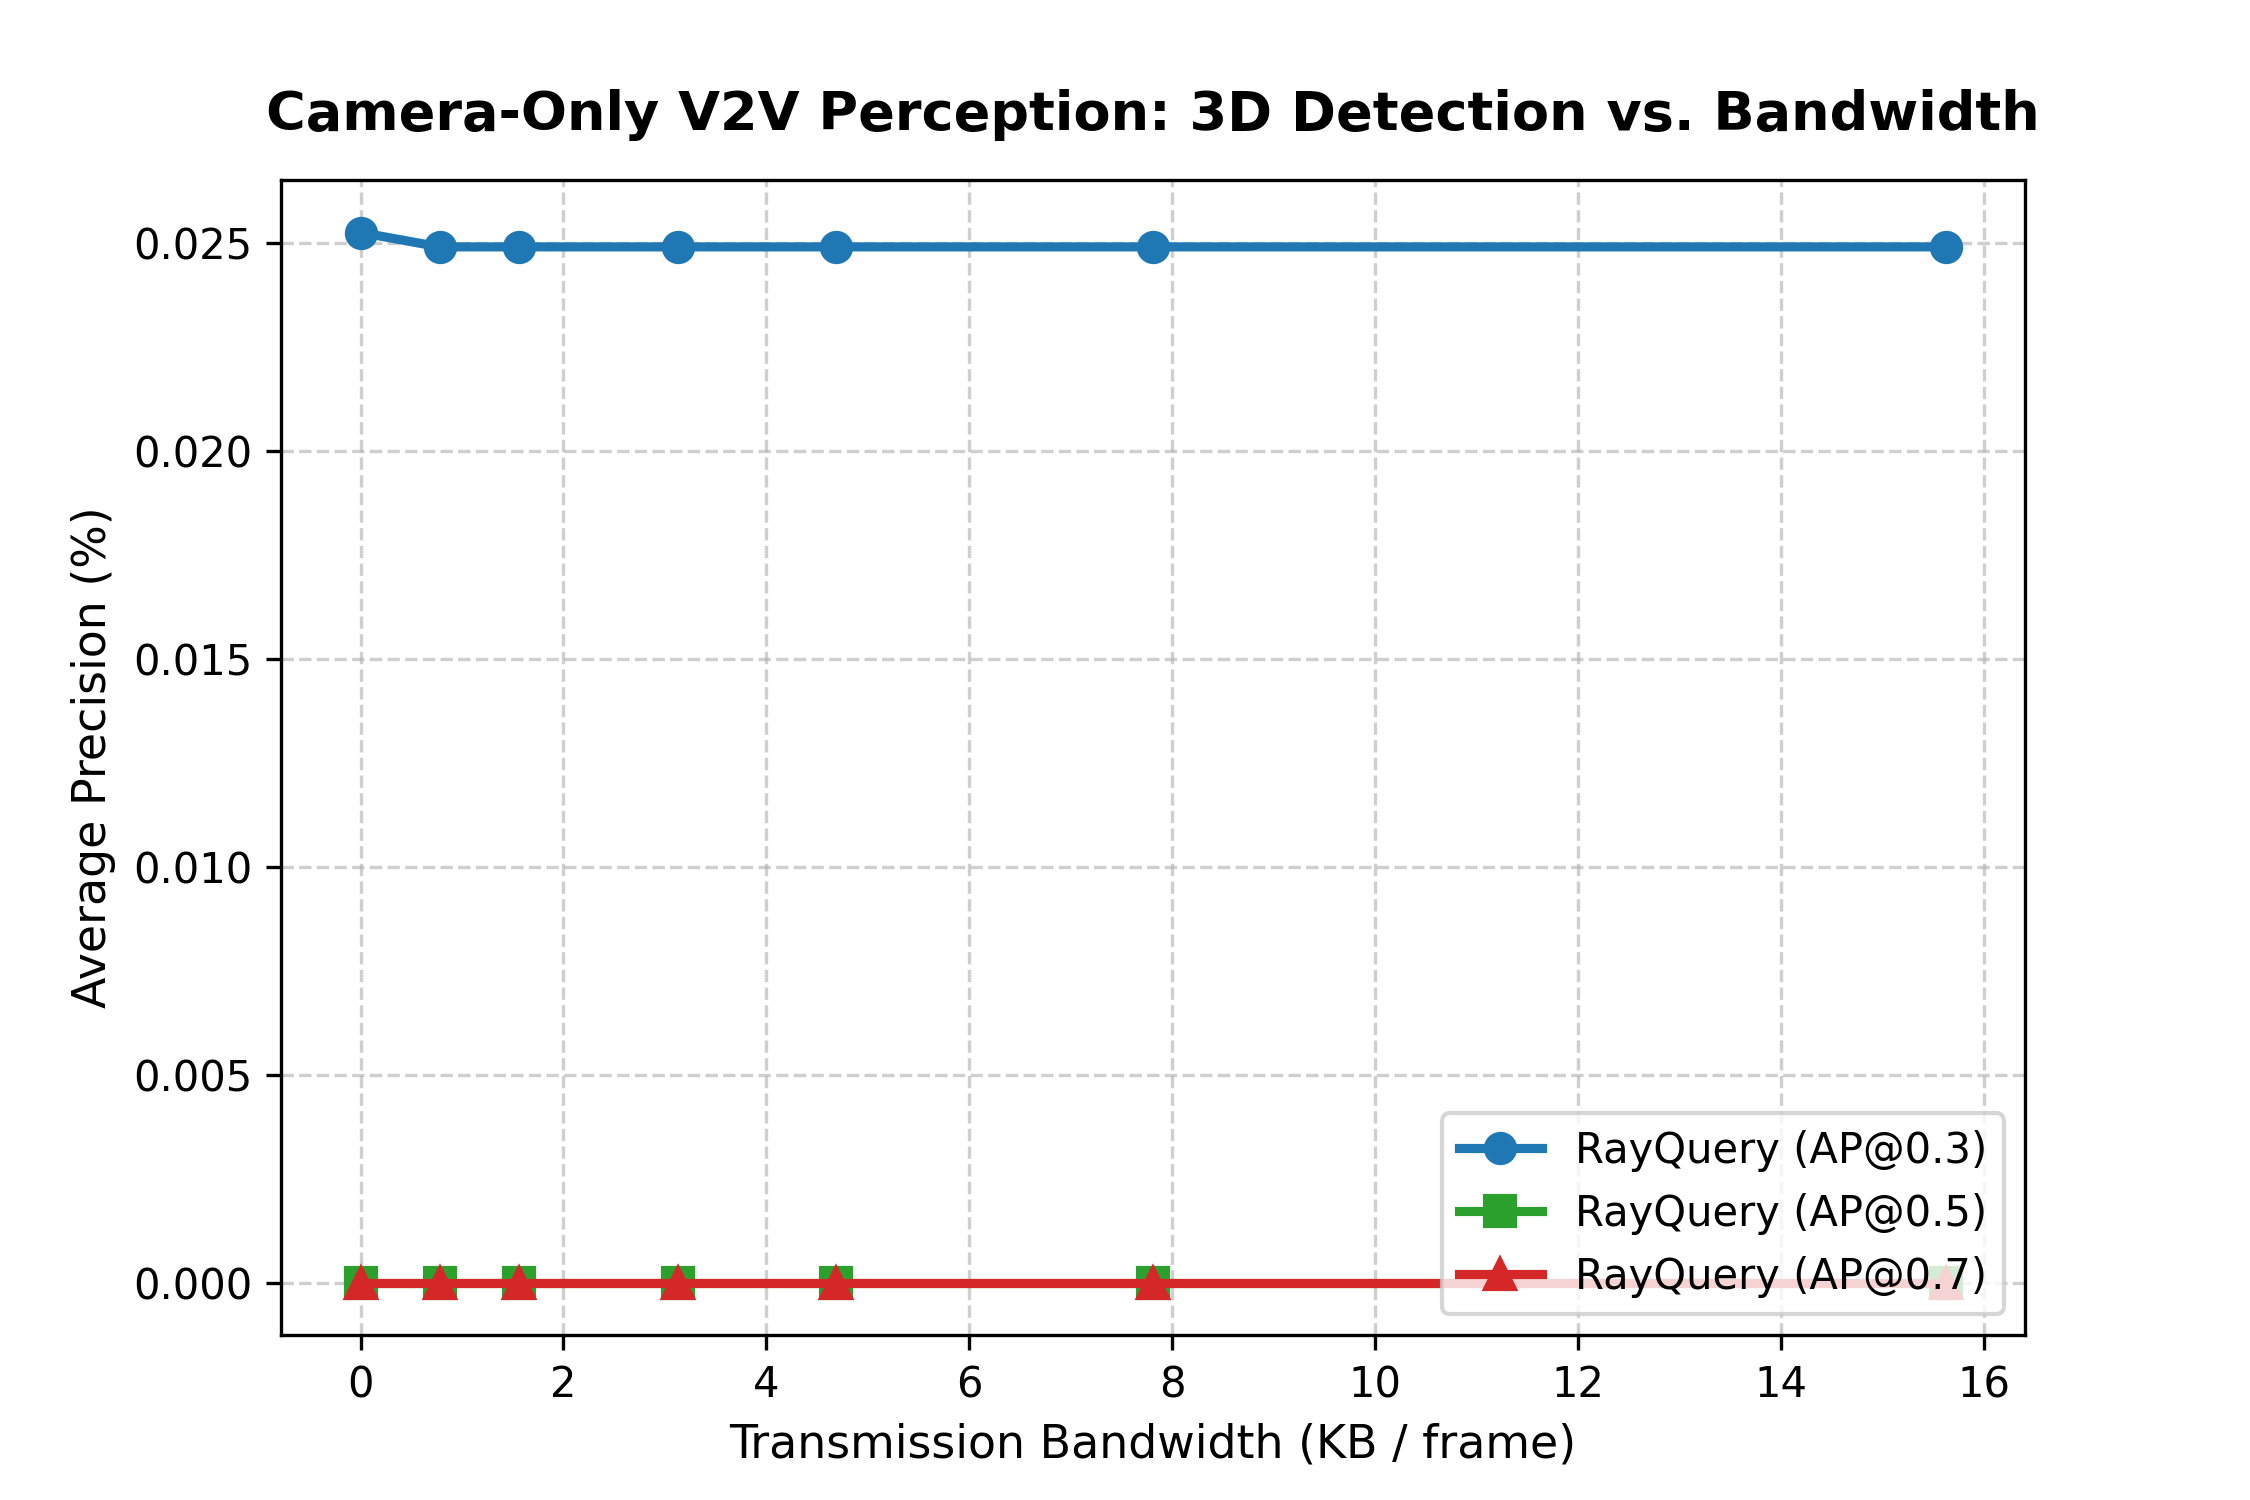 Camera-Only V2V Perception: 3D Detection vs. Bandwidth
Average Precision (%)
0.025
0.020
0.015
0.010
0.005
0.000
RayQuery (AP@0.3)
RayQuery (AP@0.5)
RayQuery (AP@0.7)
0 2 4 6 8 10 12 14 16
Transmission Bandwidth (KB / frame)